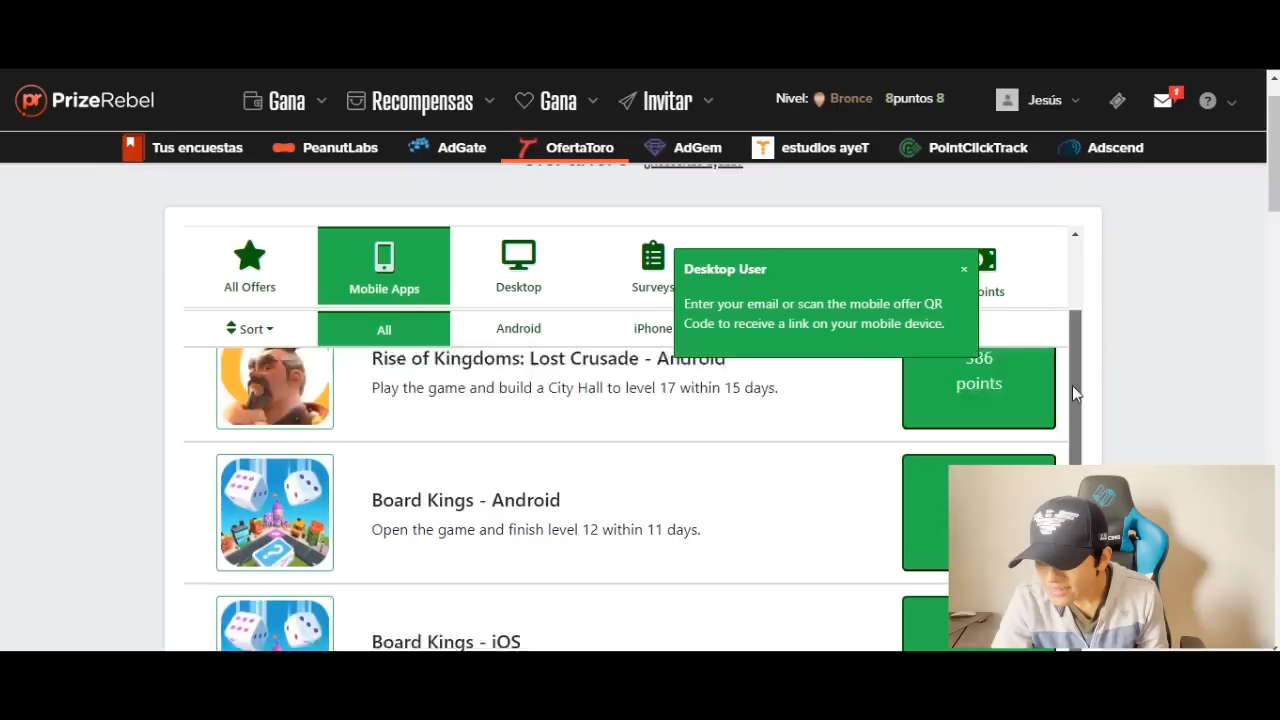 pr PrizeRebel Gana Recompensas Gana Invitar Nivel: Bronce 8puntos 8 Jesús 1 ?
Tus encuestas PeanutLabs AdGate OfertaToro AdGem T estudios ayeT PointClickTrack Adscend
All Offers Mobile Apps Desktop Surveys
Desktop User ×
Enter your email or scan the mobile offer QR
Code to receive a link on your mobile device.
Sort All Android iPhone
Rise of Kingdoms: Lost Crusade - Android
Play the game and build a City Hall to level 17 within 15 days.
points
Board Kings - Android
Open the game and finish level 12 within 11 days.
Board Kings - iOS